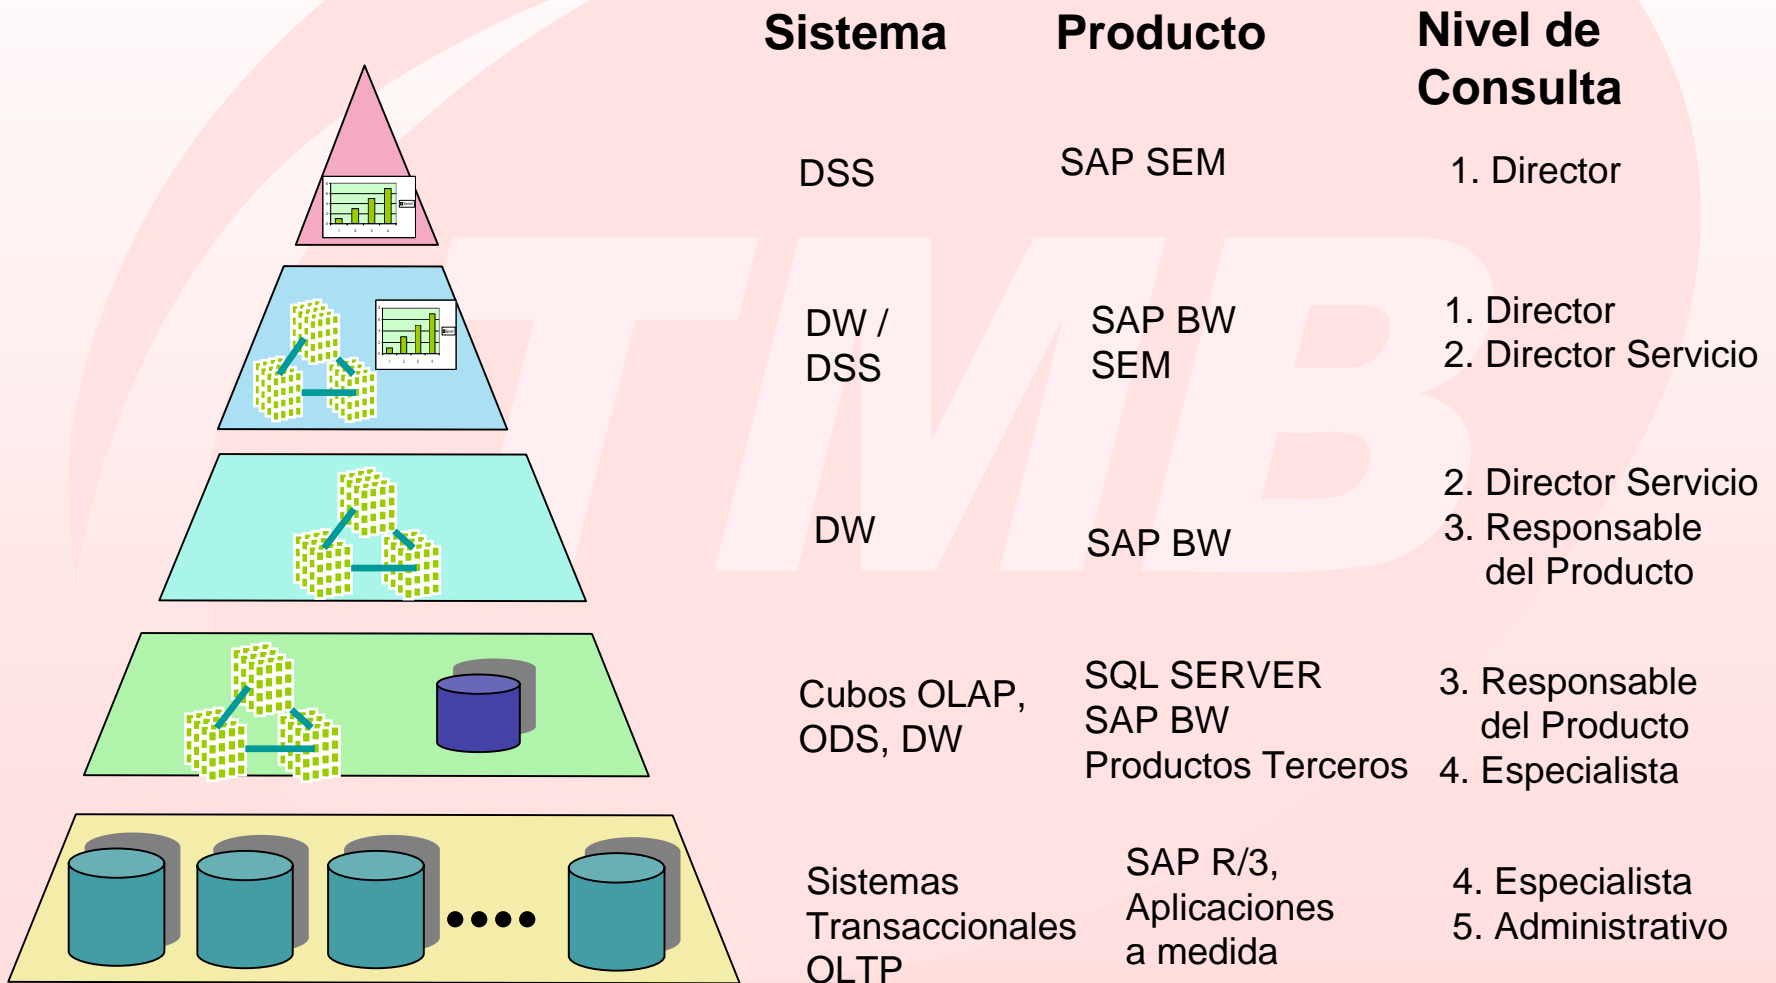 Sistema
Producto
Nivel de
Consulta
DSS
SAP SEM
1. Director
DW /
DSS
SAP BW
SEM
1. Director
2. Director Servicio
DW
SAP BW
2. Director Servicio
3. Responsable
del Producto
Cubos OLAP,
ODS, DW
SQL SERVER
SAP BW
Productos Terceros
3. Responsable
del Producto
4. Especialista
Sistemas
Transaccionales
OLTP
SAP R/3,
Aplicaciones
a medida
4. Especialista
5. Administrativo
TMB